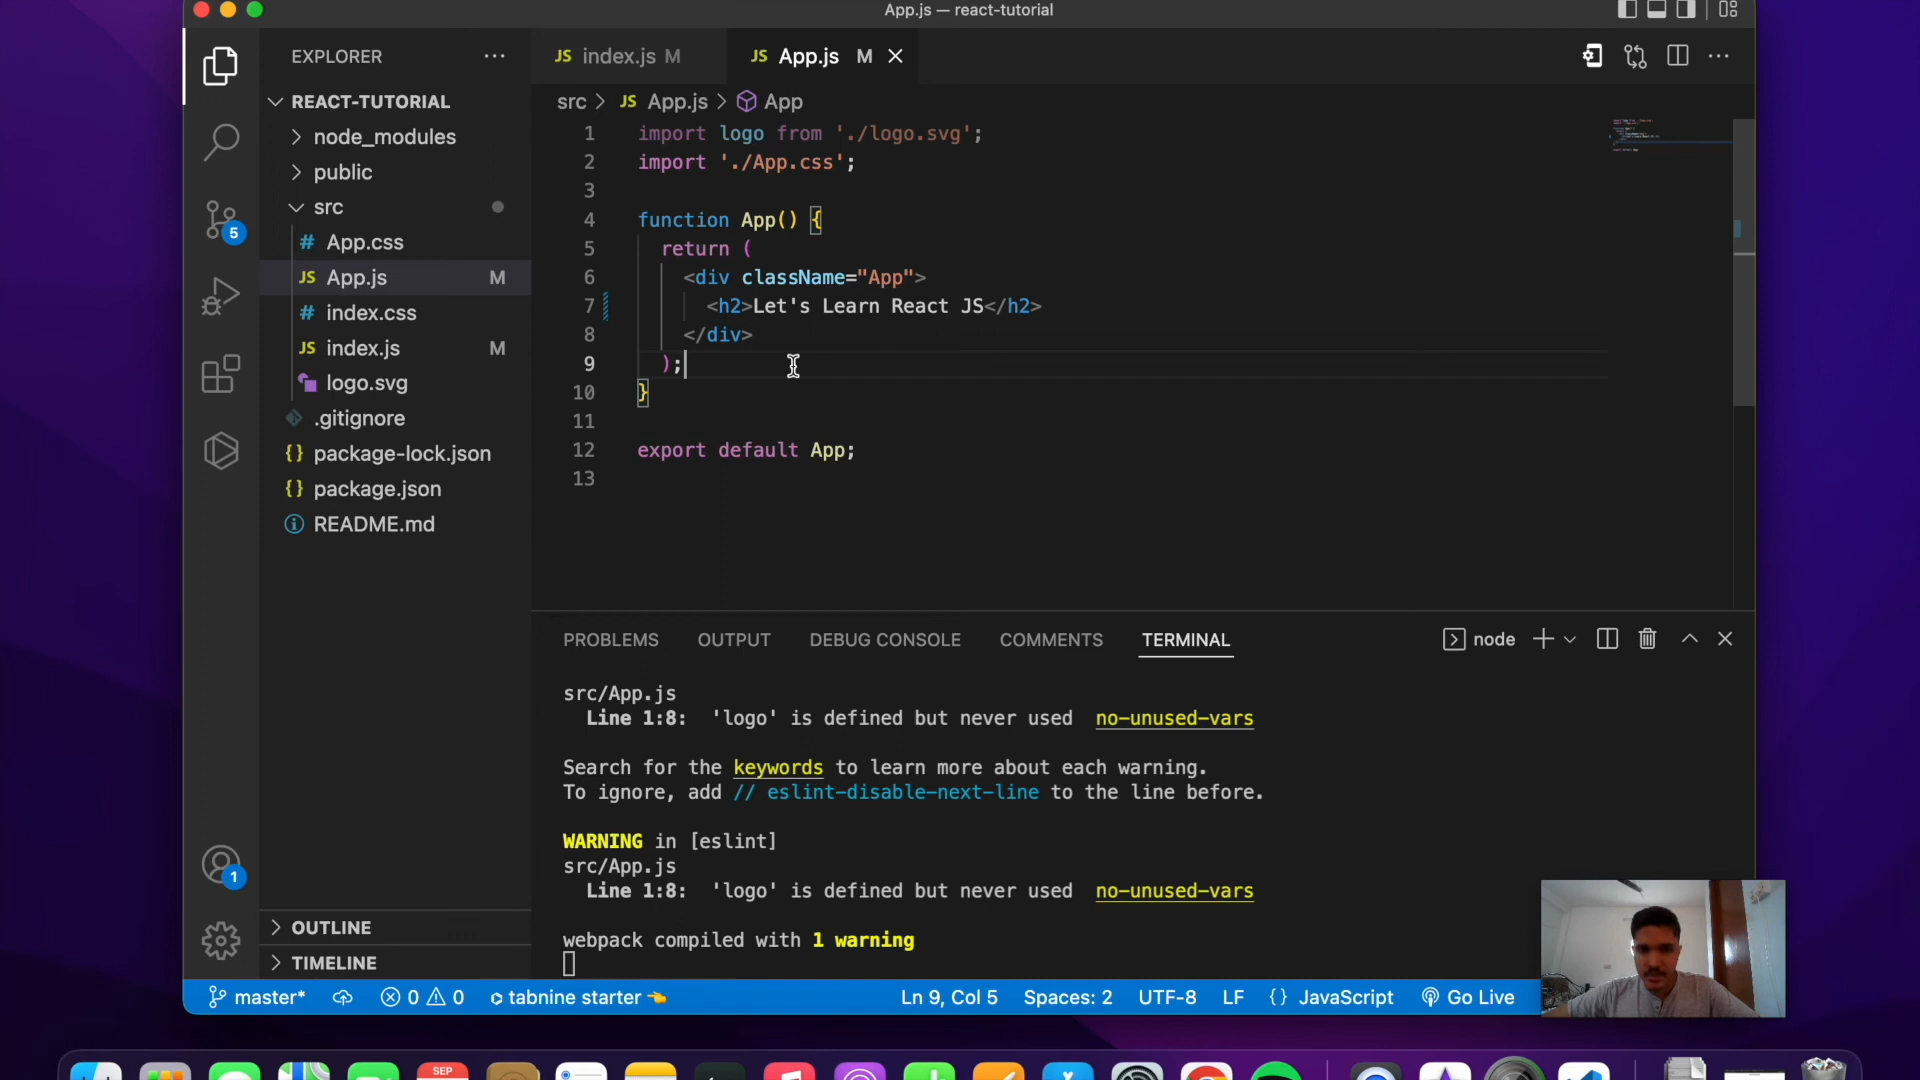 App.js — react-tutorial
EXPLORER
REACT-TUTORIAL
node_modules
public
src
App.css
App.js M
index.css
index.js M
logo.svg
.gitignore
package-lock.json
package.json
README.md
OUTLINE
TIMELINE
5
1
JS index.js M
JS App.js M
src > JS App.js > App
1 import logo from './logo.svg';
2 import './App.css';
3
4 function App() {
5 return (
6 <div className="App">
7 <h2>Let's Learn React JS</h2>
8 </div>
9 );
10 }
11
12 export default App;
13
PROBLEMS OUTPUT DEBUG CONSOLE COMMENTS TERMINAL node
src/App.js
Line 1:8: 'logo' is defined but never used no-unused-vars
Search for the keywords to learn more about each warning.
To ignore, add // eslint-disable-next-line to the line before.
WARNING in [eslint]
src/App.js
Line 1:8: 'logo' is defined but never used no-unused-vars
webpack compiled with 1 warning
master* 0 0 tabnine starter Ln 9, Col 5 Spaces: 2 UTF-8 LF {} JavaScript Go Live
SEP